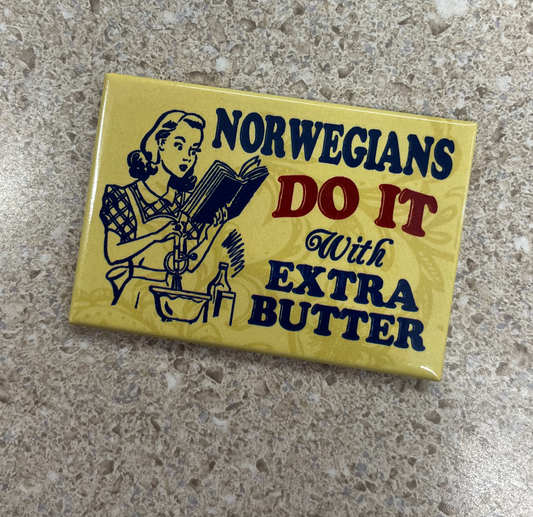 NORWEGIANS
DO IT
With
EXTRA
BUTTER